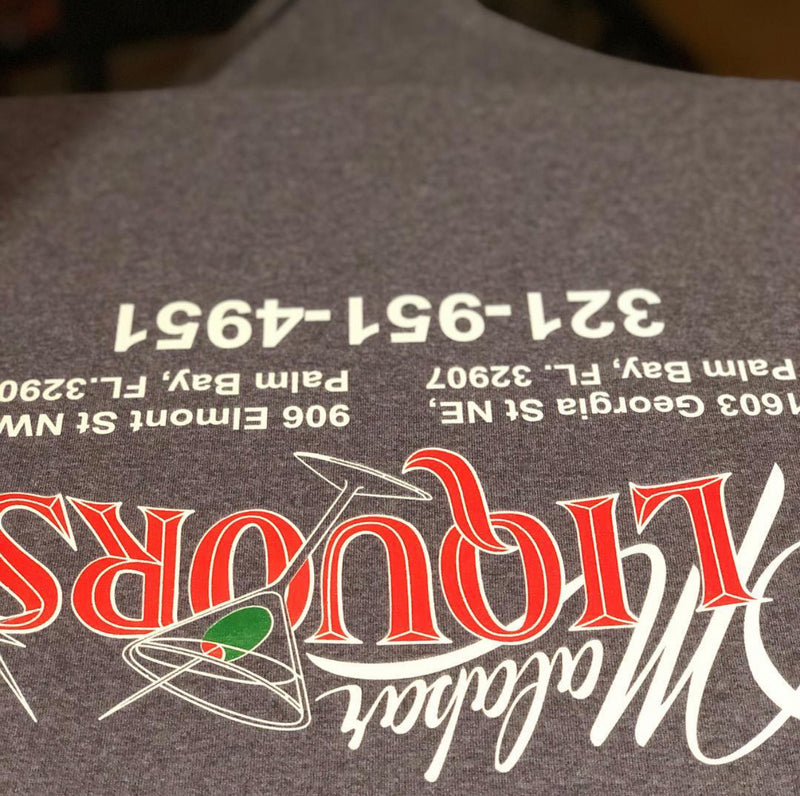 Malabar
LIQUORS
1603 Georgia St NE,
Palm Bay, FL. 32907
906 Elmont St NW
Palm Bay, FL.
321-951-4951